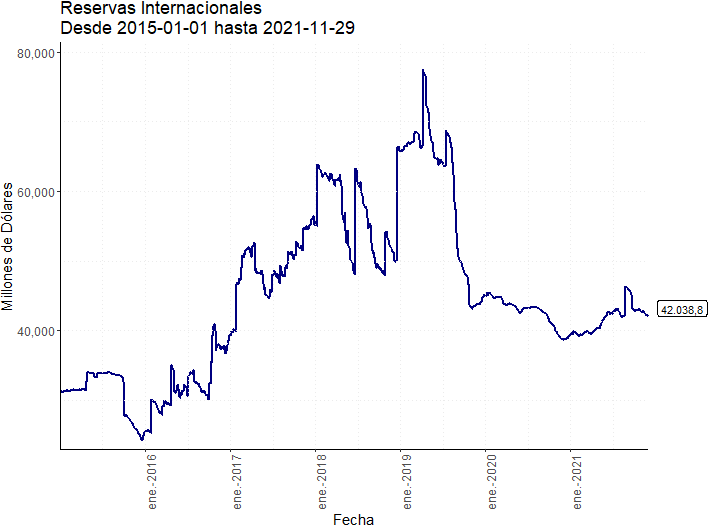 Reservas Internacionales
Desde 2015-01-01 hasta 2021-11-29
Millones de Dólares
80,000
60,000
40,000
42.038,8
ene.-2016
ene.-2017
ene.-2018
ene.-2019
ene.-2020
ene.-2021
Fecha